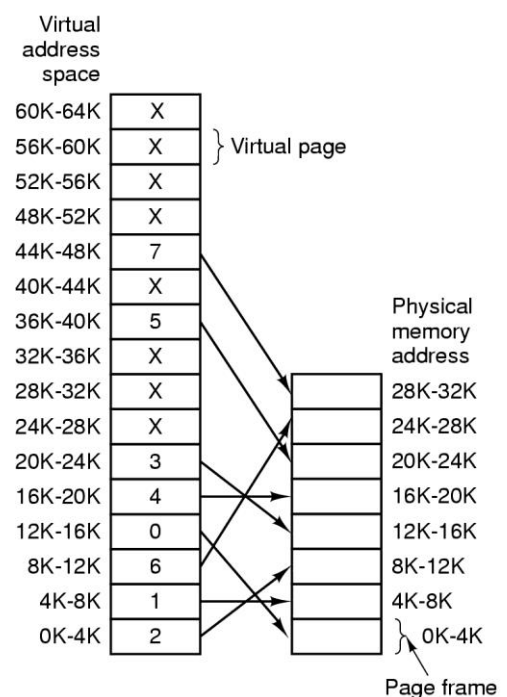 Virtual
address
space
60K-64K X
56K-60K X Virtual page
52K-56K X
48K-52K X
44K-48K 7
40K-44K X
36K-40K 5
32K-36K X
28K-32K X
24K-28K X
20K-24K 3
16K-20K 4
12K-16K 0
8K-12K 6
4K-8K 1
0K-4K 2
Physical
memory
address
28K-32K
24K-28K
20K-24K
16K-20K
12K-16K
8K-12K
4K-8K
0K-4K
Page frame